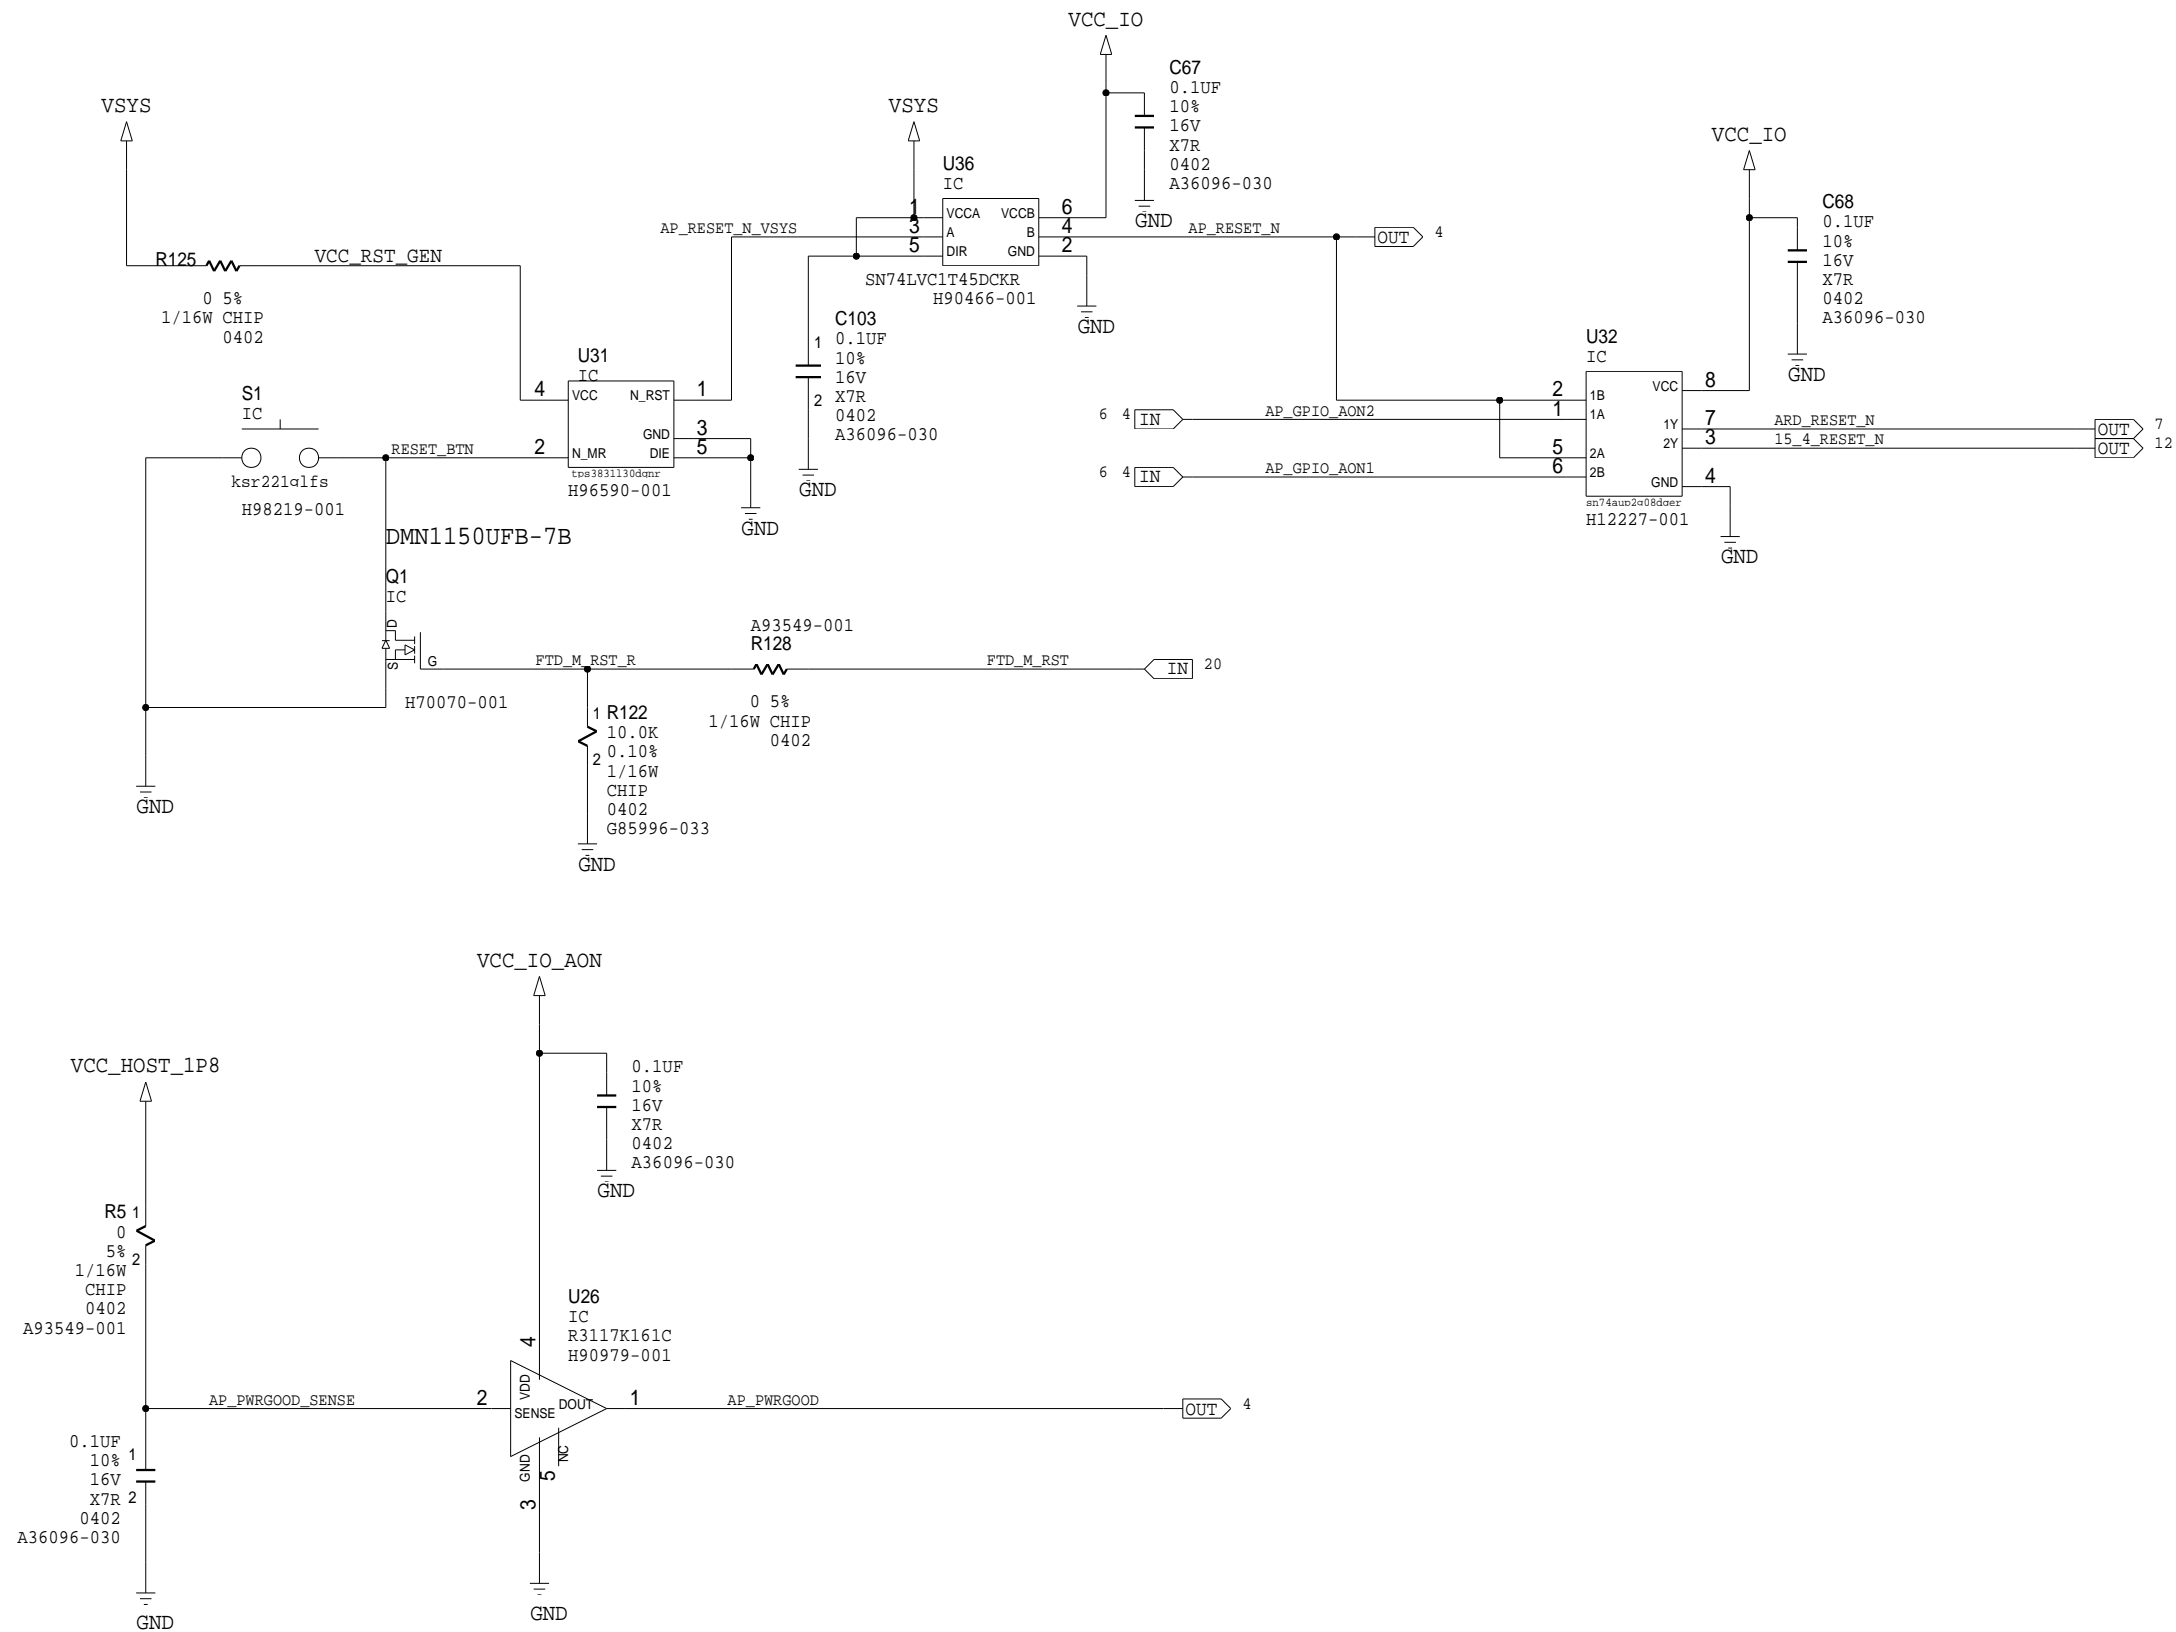 VCC_IO
C67
0.1UF
10%
16V
X7R
0402
A36096-030
GND
VSYS
R125
VCC_RST_GEN
0 5%
1/16W CHIP
0402
VSYS
U36
IC
1
3
5
VCCA
A
DIR
VCCB
B
GND
6
4
2
AP_RESET_N_VSYS
AP_RESET_N
OUT
4
SN74LVC1T45DCKR
H90466-001
GND
VCC_IO
C68
0.1UF
10%
16V
X7R
0402
A36096-030
GND
C103
1
0.1UF
10%
16V
X7R
2
0402
A36096-030
GND
U31
IC
4
VCC
N_RST
1
GND
3
2
N_MR
DIE
5
tps3831l30dqnr
H96590-001
GND
S1
IC
RESET_BTN
ksr221glfs
H98219-001
U32
IC
2
1B
VCC
8
6 4
IN
AP_GPIO_AON2
1
1A
1Y
7
ARD_RESET_N
OUT
7
2Y
3
15_4_RESET_N
OUT
12
5
2A
6 4
IN
AP_GPIO_AON1
6
2B
GND
4
sn74aup2g08dqer
H12227-001
GND
DMN1150UFB-7B
Q1
IC
D
S
G
H70070-001
FTD_M_RST_R
A93549-001
R128
0 5%
1/16W CHIP
0402
FTD_M_RST
IN
20
1
R122
10.0K
0.10%
2
1/16W
CHIP
0402
G85996-033
GND
GND
VCC_IO_AON
0.1UF
10%
16V
X7R
0402
A36096-030
GND
VCC_HOST_1P8
R5
1
0
5%
2
1/16W
CHIP
0402
A93549-001
U26
IC
R3117K161C
H90979-001
4
VDD
AP_PWRGOOD_SENSE
2
SENSE
DOUT
1
AP_PWRGOOD
OUT
4
GND
NC
5
3
GND
0.1UF
1
10%
16V
X7R
2
0402
A36096-030
GND